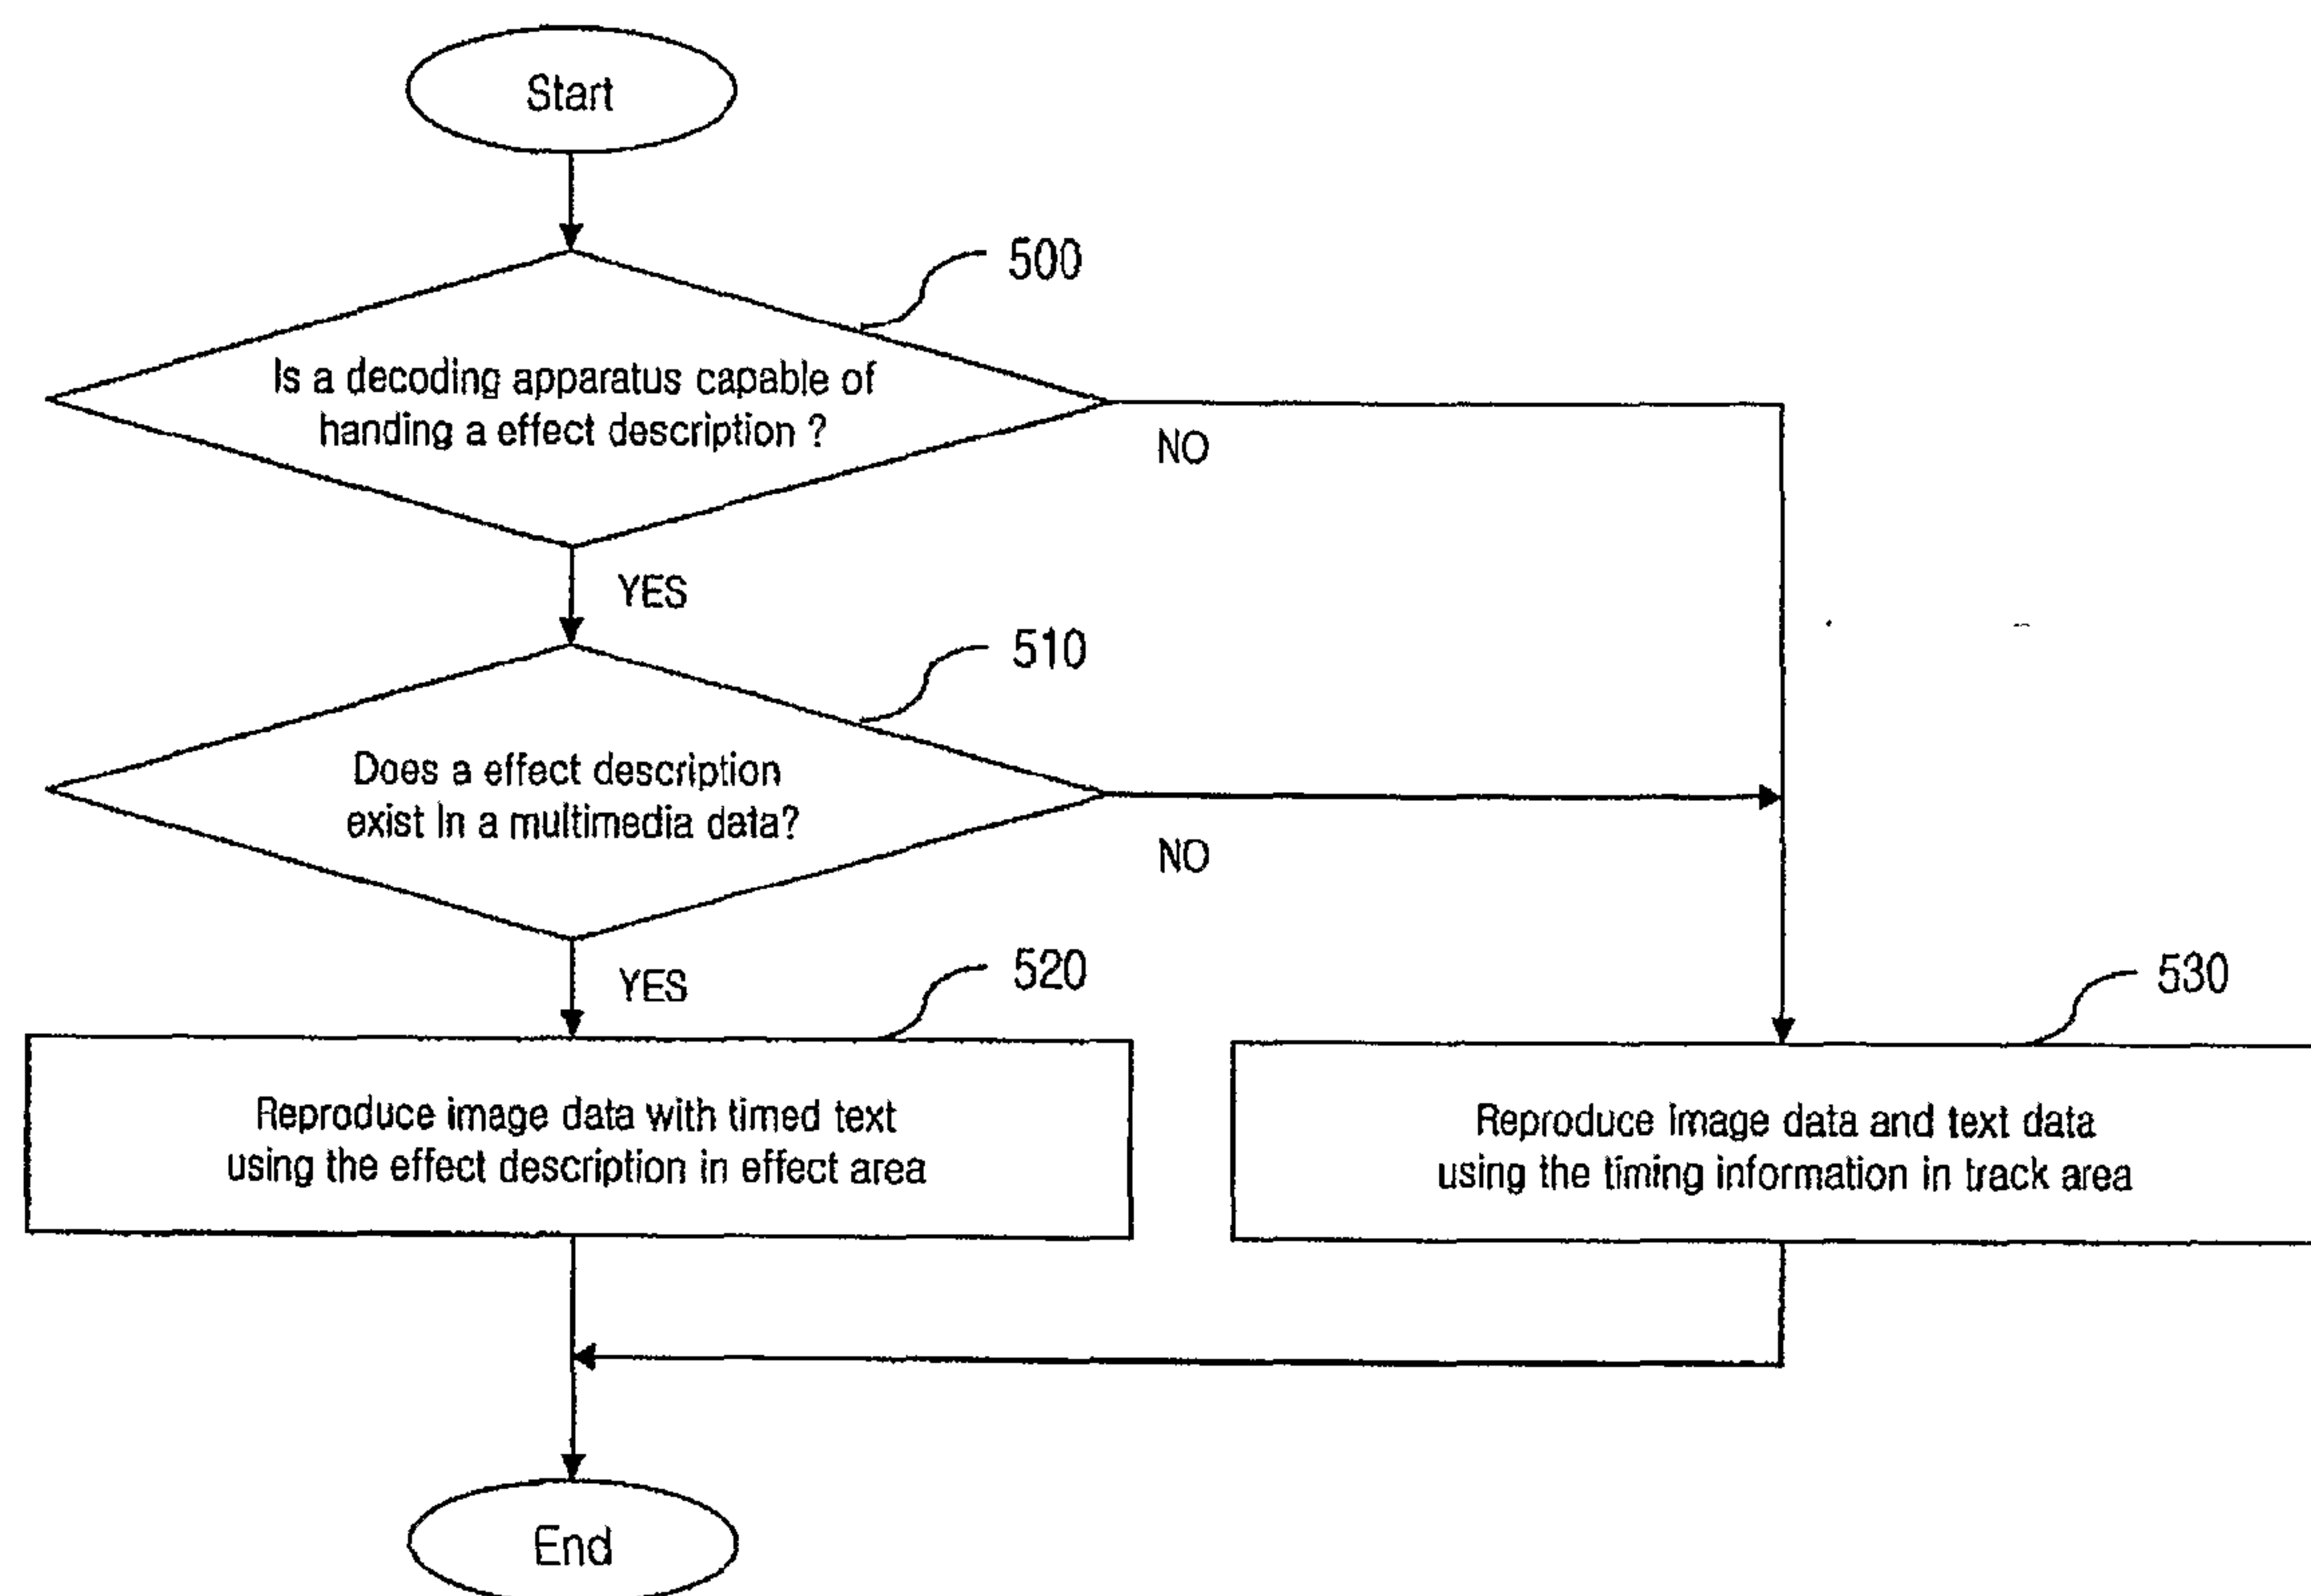 Start
500
Is a decoding apparatus capable of
handing a effect description ?
NO
YES
510
Does a effect description
exist In a multimedia data?
NO
YES
520
530
Reproduce image data with timed text
using the effect description in effect area
Reproduce image data and text data
using the timing information in track area
End